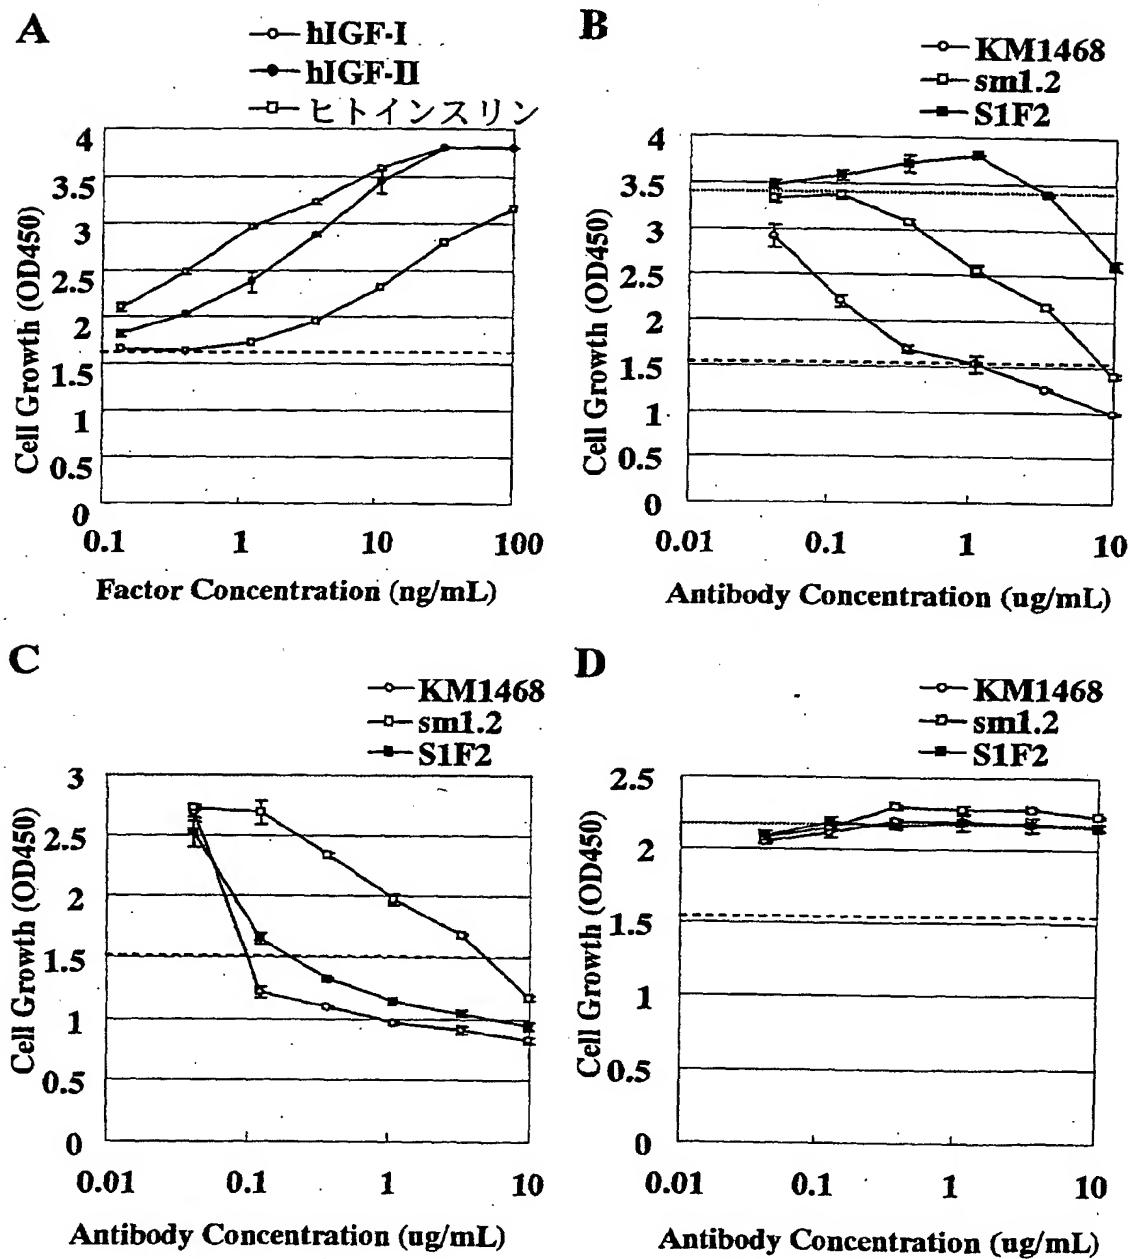 A
hIGF-I
hIGF-II
ヒトインスリン
4
3.5
3
2.5
2
1.5
1
0.5
0
0.1 1 10 100
Cell Growth (OD450)
Factor Concentration (ng/mL)
B
KM1468
sm1.2
S1F2
4
3.5
3
2.5
2
1.5
1
0.5
0
0.01 0.1 1 10
Cell Growth (OD450)
Antibody Concentration (ug/mL)
C
KM1468
sm1.2
S1F2
3
2.5
2
1.5
1
0.5
0
0.01 0.1 1 10
Cell Growth (OD450)
Antibody Concentration (ug/mL)
D
KM1468
sm1.2
S1F2
2.5
2
1.5
1
0.5
0
0.01 0.1 1 10
Cell Growth (OD450)
Antibody Concentration (ug/mL)